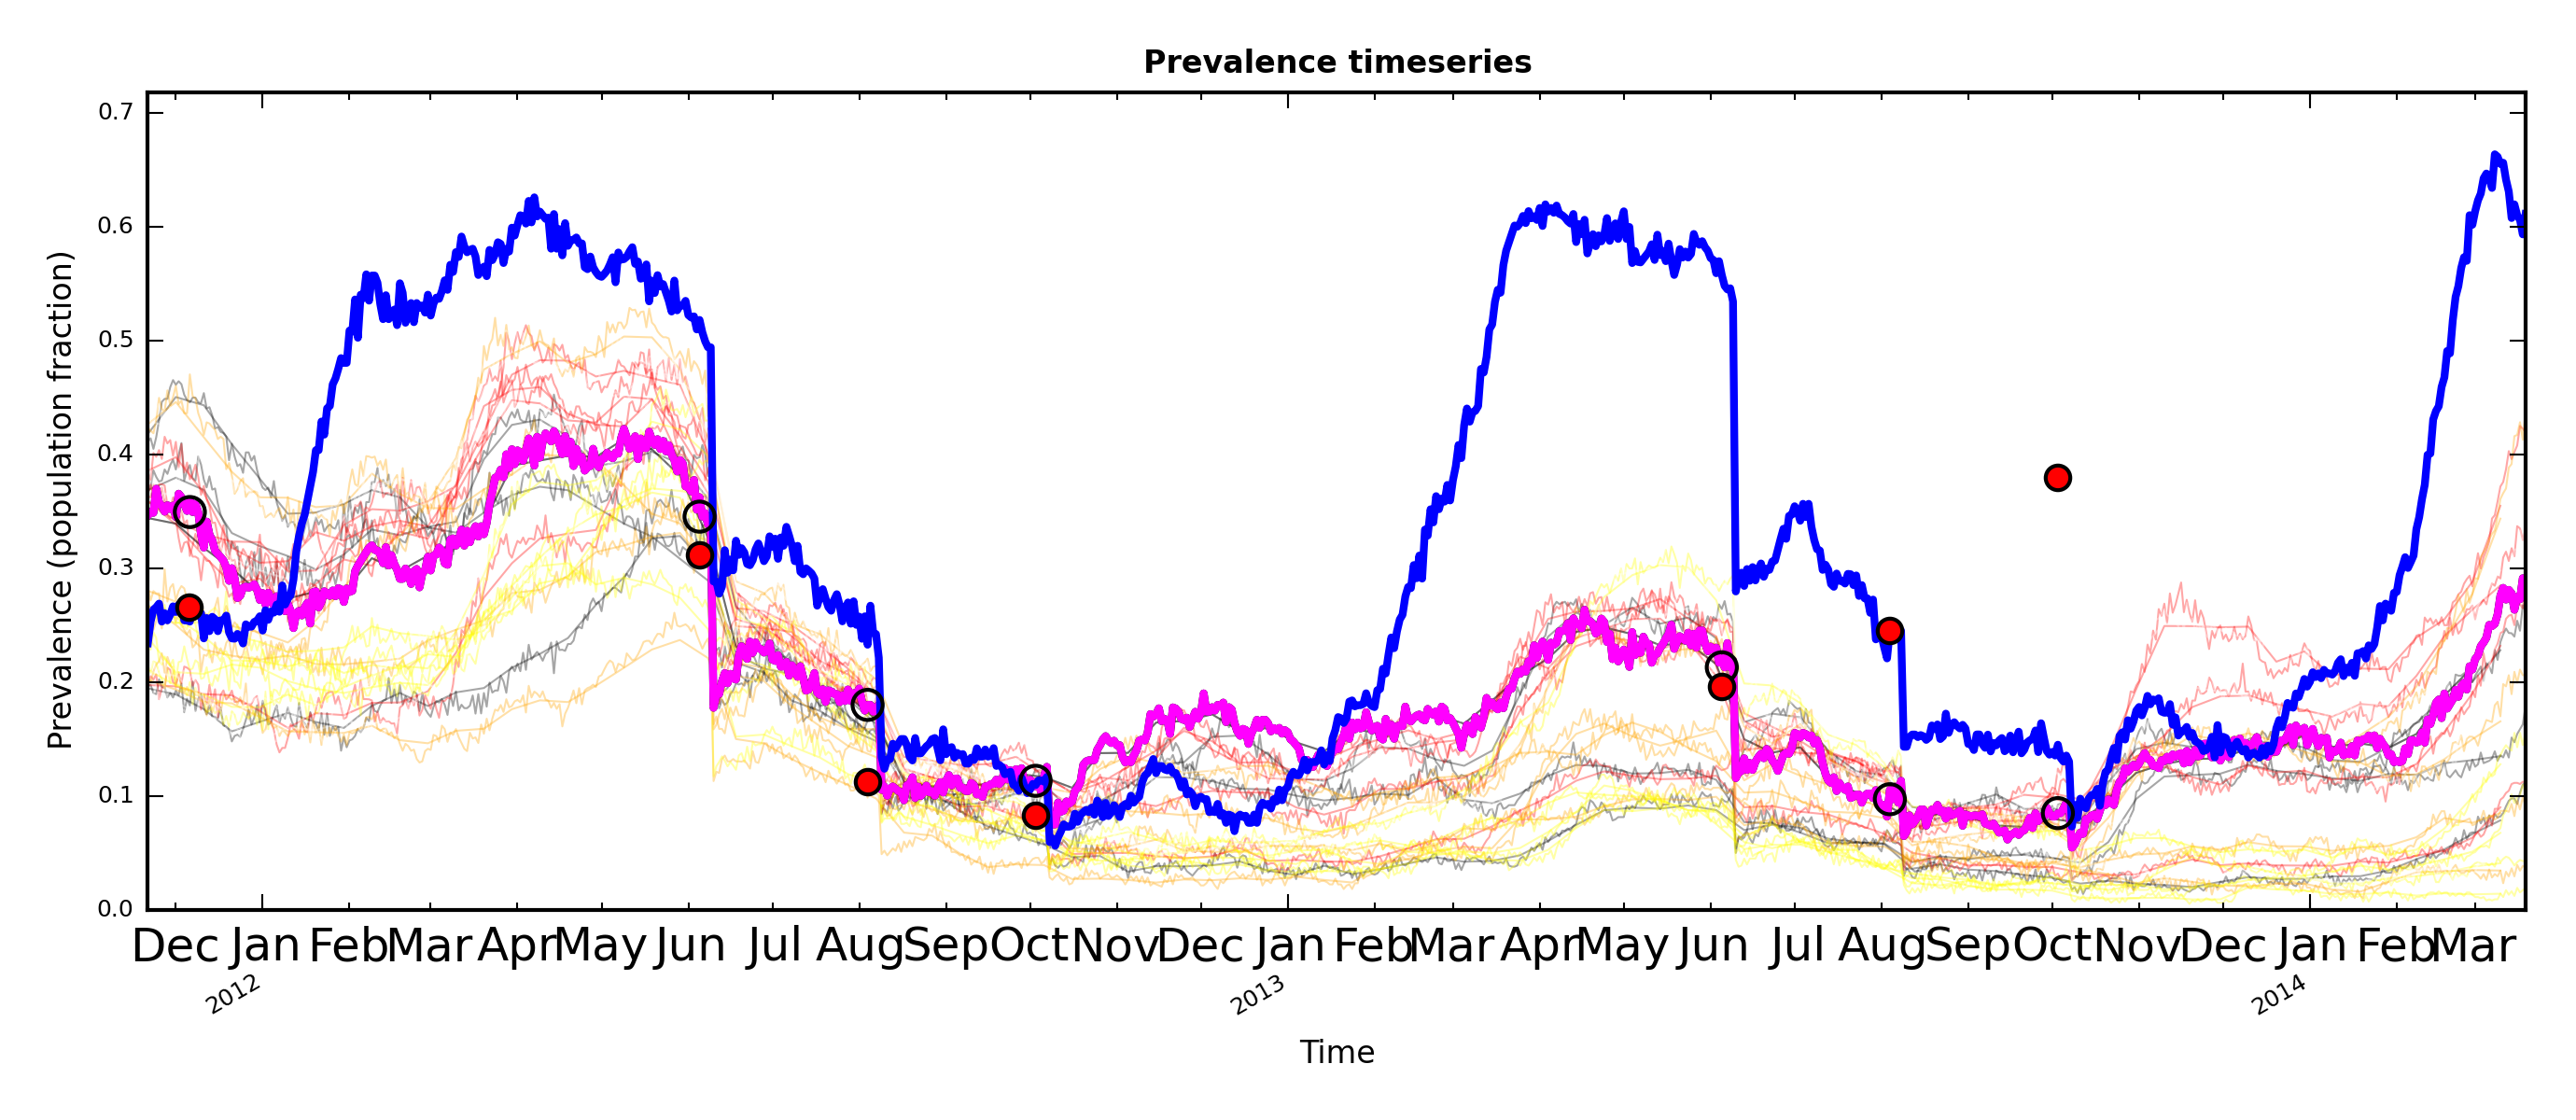 Prevalence timeseries
Prevalence (population fraction)
0.7
0.6
0.5
0.4
0.3
0.2
0.1
0.0
Dec Jan Feb Mar Apr May Jun Jul Aug Sep Oct Nov Dec Jan Feb Mar Apr May Jun Jul Aug Sep Oct Nov Dec Jan Feb Mar
2012 2013 2014
Time